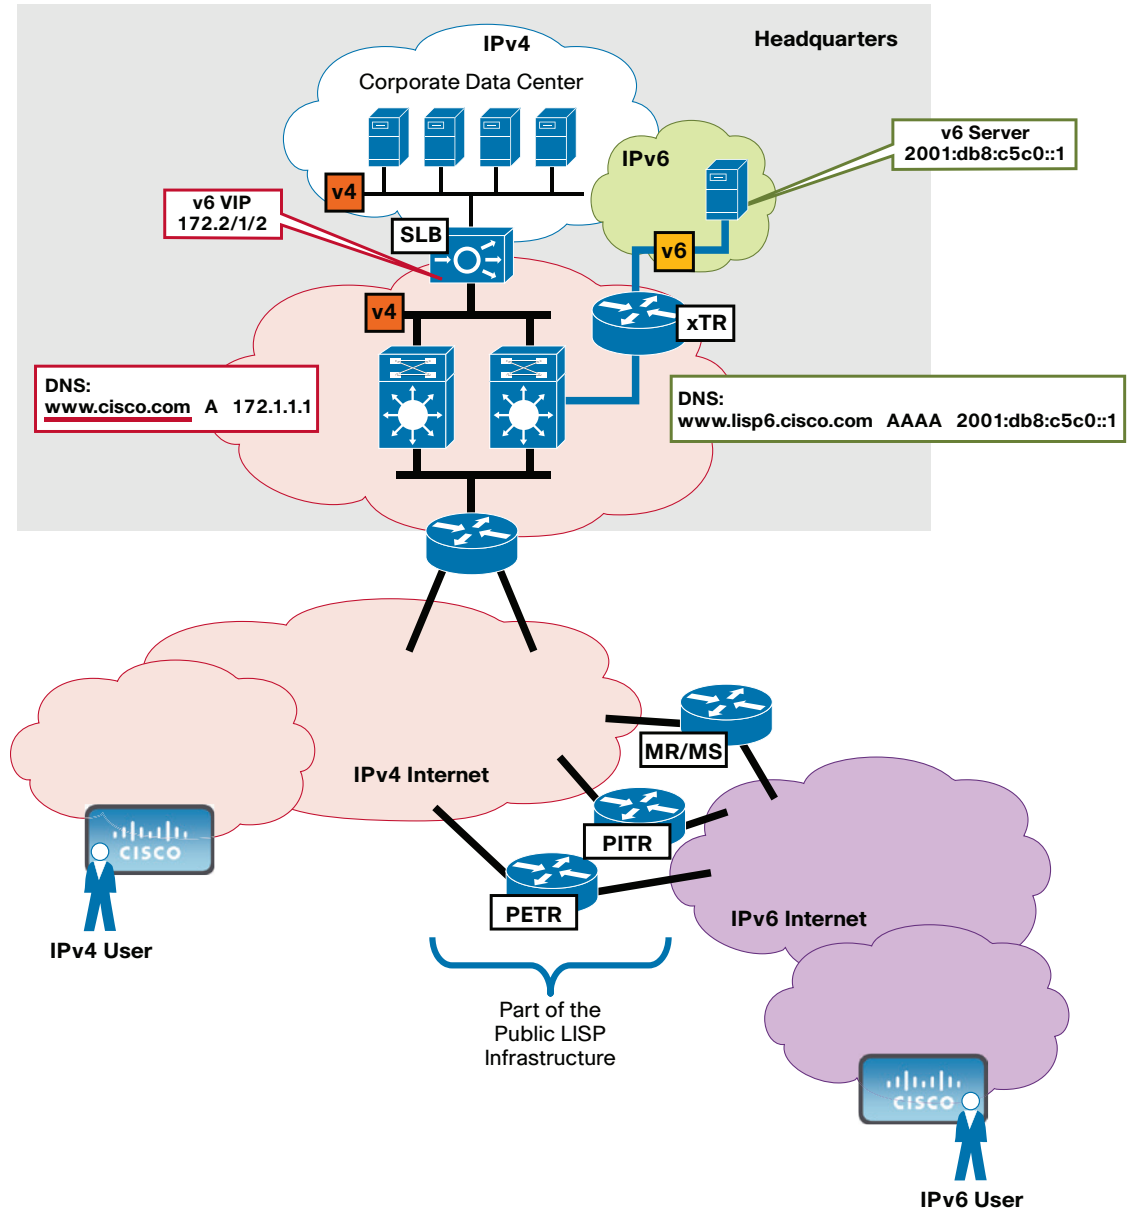 IPv4
Headquarters
Corporate Data Center
IPv6
v6 Server
2001:db8:c5c0::1
v4
v6 VIP
172.2/1/2
SLB
v6
v4
xTR
DNS:
www.cisco.com A 172.1.1.1
DNS:
www.lisp6.cisco.com AAAA 2001:db8:c5c0::1
MR/MS
IPv4 Internet
PITR
CISCO
PETR
IPv6 Internet
IPv4 User
Part of the
Public LISP
Infrastructure
CISCO
IPv6 User